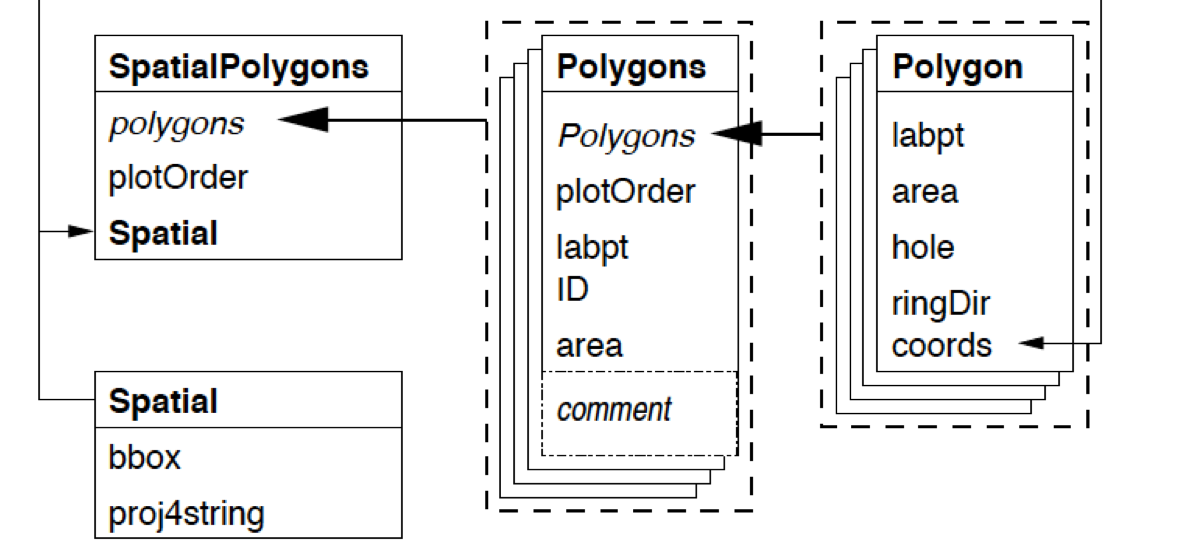 SpatialPolygons
polygons
plotOrder
Spatial
Spatial
bbox
proj4string
Polygons
Polygons
plotOrder
labpt
ID
area
comment
Polygon
labpt
area
hole
ringDir
coords